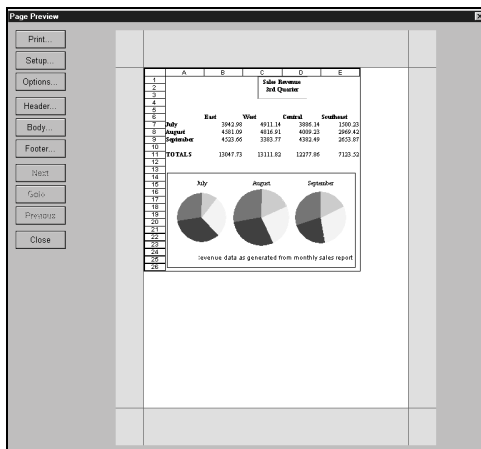 Page Preview
Print...
Setup...
Options...
Header...
Body...
Footer...
Next
Goto
Previous
Close
A B C D E
1 Sales Revenue
2 3rd Quarter
3
4
5
6 East West Central Southeast
7 July 3942.98 4911.14 3886.14 1500.23
8 August 4581.09 4816.91 4009.23 2969.42
9 September 4523.66 3383.77 4382.49 2653.87
10
11 TOTALS 13047.73 13111.82 12277.86 7123.52
12
13
14
15 July August September
16
17
18
19
20
21
22
23
24
25 revenue data as generated from monthly sales report
26